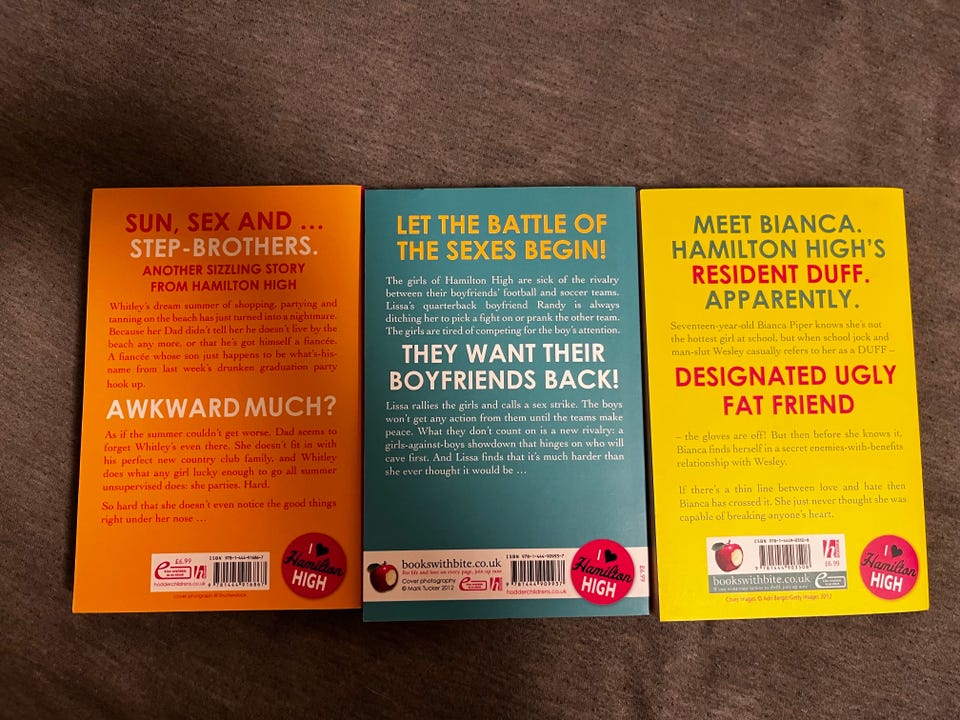 SUN, SEX AND ...
STEP-BROTHERS.
ANOTHER SIZZLING STORY
FROM HAMILTON HIGH
Whitley's dream summer of shopping, partying and
tanning on the beach has just turned into a nightmare.
Because her Dad didn't tell her he doesn't live by the
beach any more, or that he's got himself a fiancée.
A fiancée whose son just happens to be what's-his-
name from last week's drunken graduation party
hook up.
AWKWARD MUCH?
As if the summer couldn't get worse. Dad seems to
forget Whitley's even there. She doesn't fit in with
his perfect new country club family, and Whitley
does what any girl lucky enough to go all summer
unsupervised does: she parties. Hard.
So hard that she doesn't even notice the good things
right under her nose ...
£6.99
I
Hamilton
HIGH
LET THE BATTLE OF
THE SEXES BEGIN!
The girls of Hamilton High are sick of the rivalry
between their boyfriends' football and soccer teams.
Lissa's quarterback boyfriend Randy is always
ditching her to pick a fight on or prank the other team.
The girls are tired of competing for the boy's attention.
THEY WANT THEIR
BOYFRIENDS BACK!
Lissa rallies the girls and calls a sex strike. The boys
won't get any action from them until the teams make
peace. What they don't count on is a new rivalry: a
girls-against-boys showdown that hinges on who will
cave first. And Lissa finds that it's much harder than
she ever thought it would be ...
bookswithbite.co.uk
Cover photography
© Mark Tucker 2012
hodderchildrens.co.uk
£6.99
I
Hamilton
HIGH
MEET BIANCA.
HAMILTON HIGH'S
RESIDENT DUFF.
APPARENTLY.
Seventeen-year-old Bianca Piper knows she's not
the hottest girl at school, but when school jock and
man-slut Wesley casually refers to her as a DUFF –
DESIGNATED UGLY
FAT FRIEND
– the gloves are off! But then before she knows it,
Bianca finds herself in a secret enemies-with-benefits
relationship with Wesley.
If there's a thin line between love and hate then
Bianca has crossed it. She just never thought she was
capable of breaking anyone's heart.
£6.99
bookswithbite.co.uk
I
Hamilton
HIGH